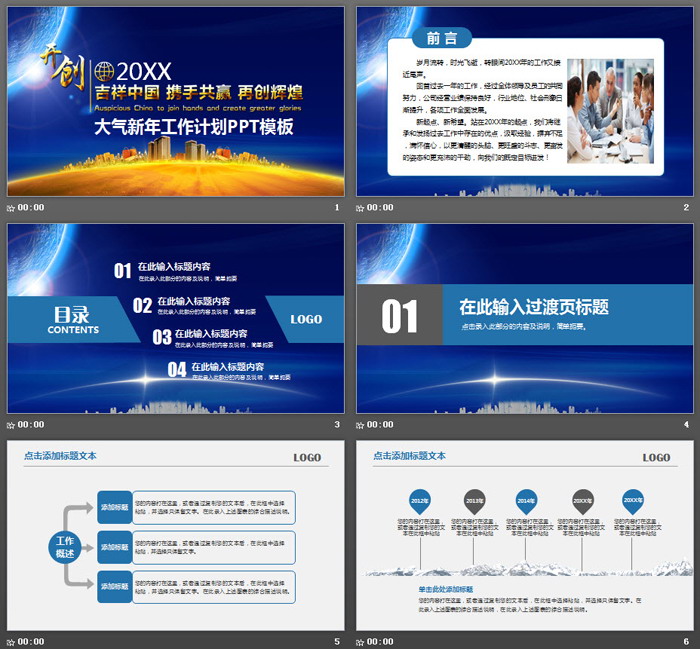 开创
20XX
吉祥中国 携手共赢 再创辉煌
Auspicious China to join hands and create greater glories
大气新年工作计划PPT模板
00:00
1
前 言
岁月流转，时光飞逝，转眼间20XX年的工作又接
近尾声。
回首过去一年的工作，经过全体领导及员工的共同
努力，公司经营业绩保持良好，行业地位、社会形象日
渐提升，各项工作全面发展。
新起点、新希望。站在20XX年的起点，我们将继
承和发扬过去工作中存在的优点，汲取经验，摒弃不足
，满怀信心，以更清醒的头脑、更旺盛的斗志、更奋发
的姿态和更充沛的干劲，向我们的既定目标进发！
00:00
2
目录
CONTENTS
01 在此输入标题内容
在此录入此部分的内容及说明，简单扼要
02 在此输入标题内容
在此录入此部分的内容及说明，简单扼要
03 在此输入标题内容
在此录入此部分的内容及说明，简单扼要
04 在此输入标题内容
在此录入此部分的内容及说明，简单扼要
LOGO
00:00
3
01
在此输入过渡页标题
点击录入此部分的内容及说明，简单扼要。
00:00
4
点击添加标题文本
LOGO
工作
概述
添加标题
您的内容打在这里，或者通过复制您的文本后，在此框中选择
粘贴，并选择只保留文字。在此录入上述图表的综合描述说明。
添加标题
您的内容打在这里，或者通过复制您的文本后，在此框中选择
粘贴，并选择只保留文字。
添加标题
您的内容打在这里，或者通过复制您的文本后，在此框中选择
粘贴，并选择只保留文字。在此录入上述图表的综合描述说明。
00:00
5
点击添加标题文本
LOGO
2012年
您的内容打在这里，
或者通过复制您的文
本在此框中粘贴
2013年
您的内容打在这里，
或者通过复制您的文
本在此框中粘贴
2014年
您的内容打在这里，
或者通过复制您的文
本在此框中粘贴
20XX年
您的内容打在这里，
或者通过复制您的文
本在此框中粘贴
20XX年
您的内容打在这里，
或者通过复制您的文
本在此框中粘贴
单击此处添加标题
您的内容打在这里，或者通过复制您的文本后，在此框中选择粘贴，并选择只保留文字。在
此录入上述图表的综合描述说明，在此录入上述图表的综合描述说明。
00:00
6